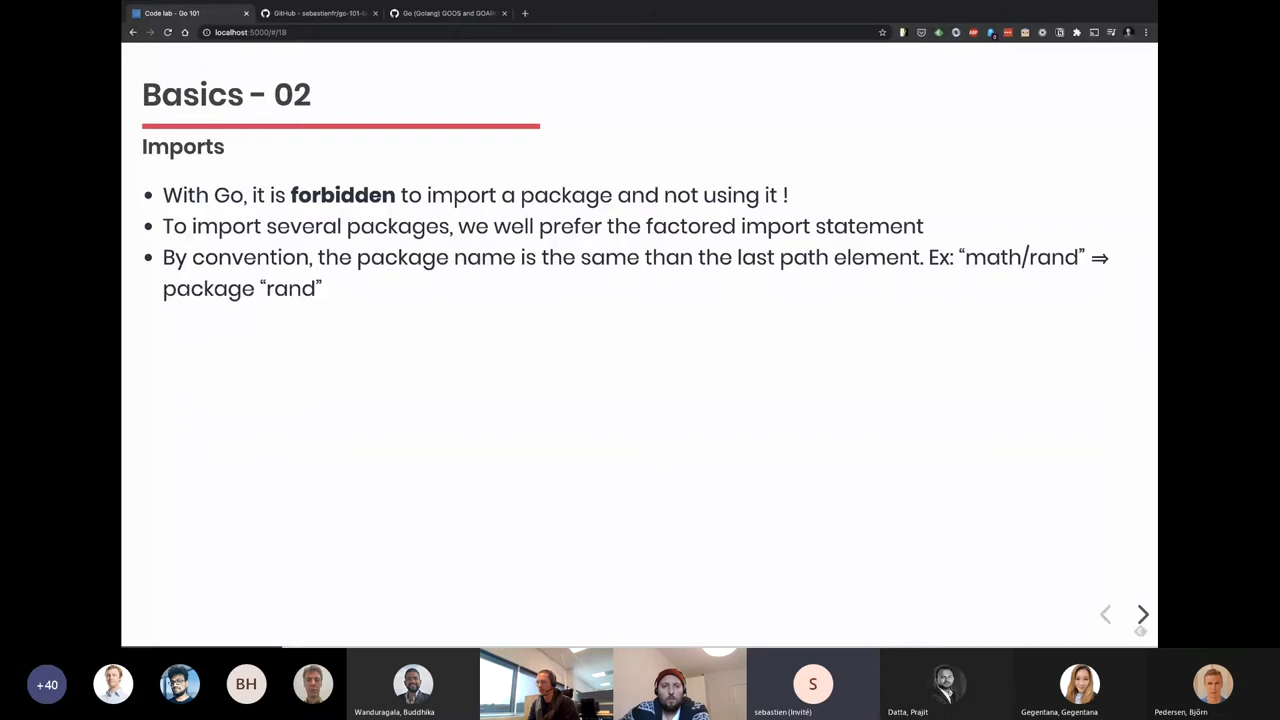 Code lab - Go 101
GitHub - sebastienfr/go-101-l
Go (Golang) GOOS and GOAR
localhost:5000/#/18
Basics - 02
Imports
• With Go, it is forbidden to import a package and not using it !
• To import several packages, we well prefer the factored import statement
• By convention, the package name is the same than the last path element. Ex: “math/rand” ⇒
package “rand”
+40
BH
S
Wanduragala, Buddhika
sebastien (Invité)
Datta, Prajit
Gegentana, Gegentana
Pedersen, Björn